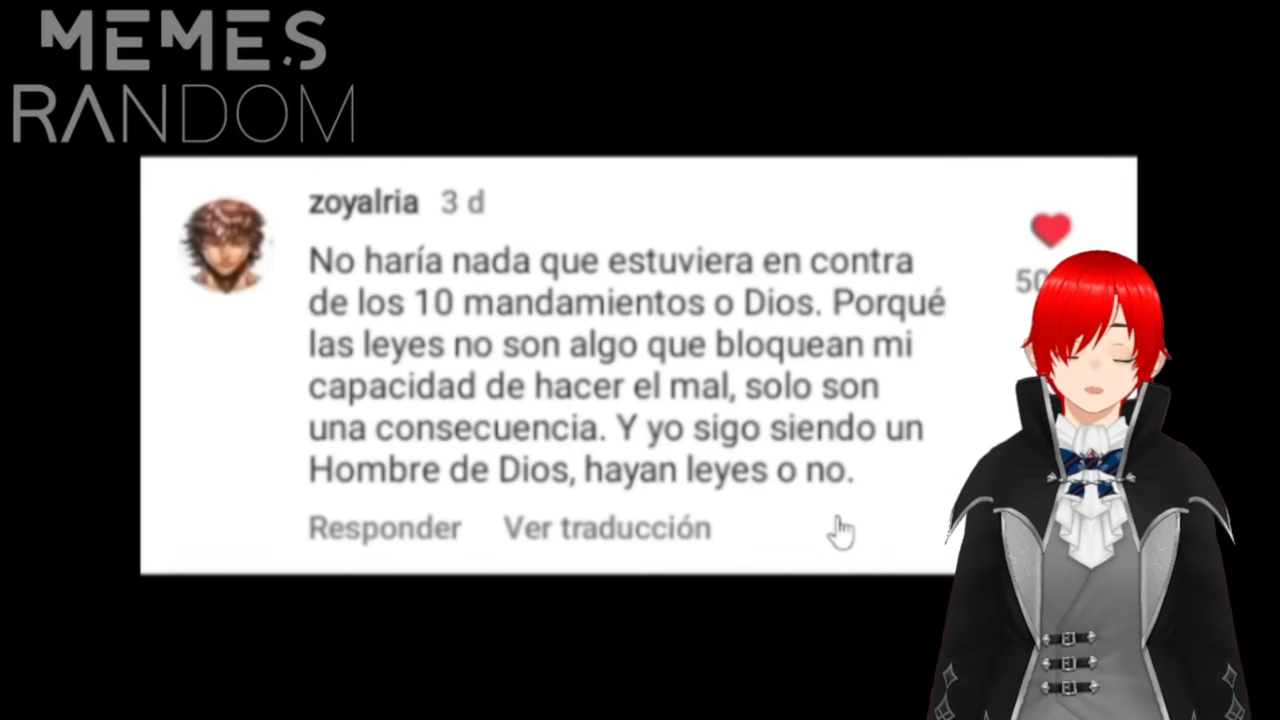 MEMES
RANDOM
zoyalria 3 d
No haría nada que estuviera en contra
de los 10 mandamientos o Dios. Porqué
las leyes no son algo que bloquean mi
capacidad de hacer el mal, solo son
una consecuencia. Y yo sigo siendo un
Hombre de Dios, hayan leyes o no.
Responder Ver traducción